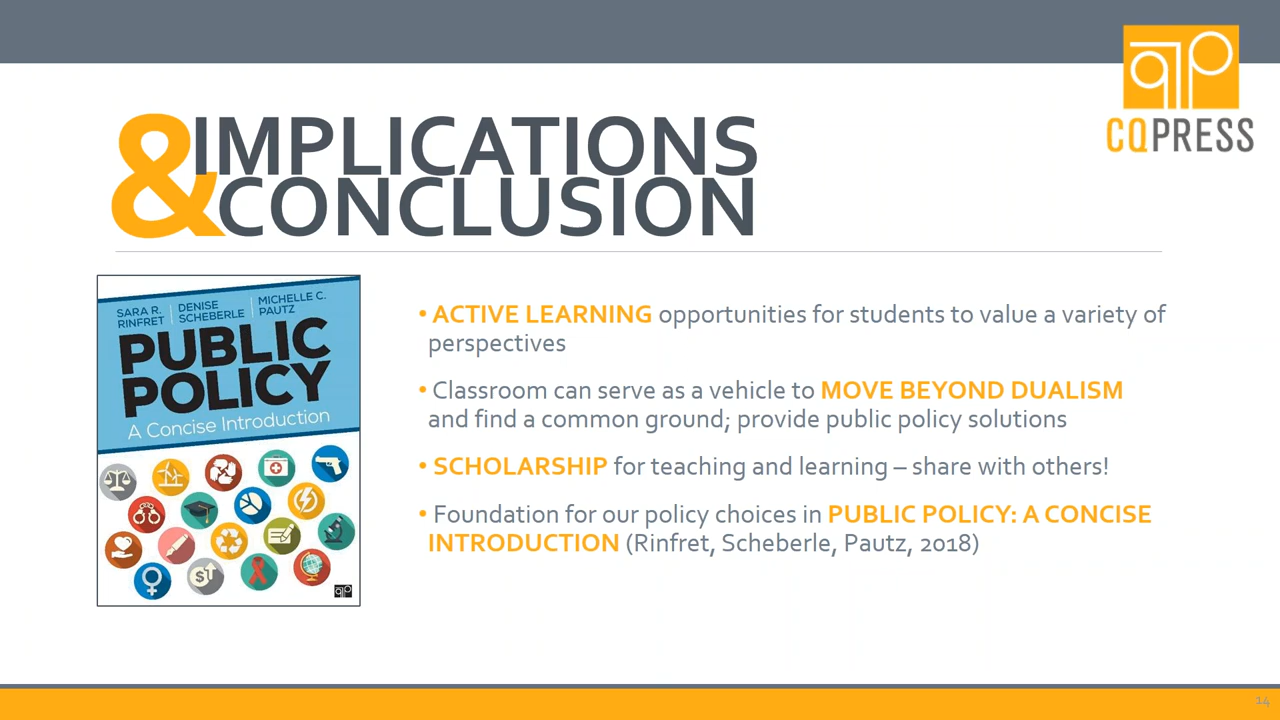 & IMPLICATIONS
CONCLUSION
CQPRESS
SARA R. RINFRET
DENISE SCHEBERLE
MICHELLE C. PAUTZ
PUBLIC
POLICY
A Concise Introduction
• ACTIVE LEARNING opportunities for students to value a variety of
perspectives
• Classroom can serve as a vehicle to MOVE BEYOND DUALISM
and find a common ground; provide public policy solutions
• SCHOLARSHIP for teaching and learning – share with others!
• Foundation for our policy choices in PUBLIC POLICY: A CONCISE
INTRODUCTION (Rinfret, Scheberle, Pautz, 2018)
14